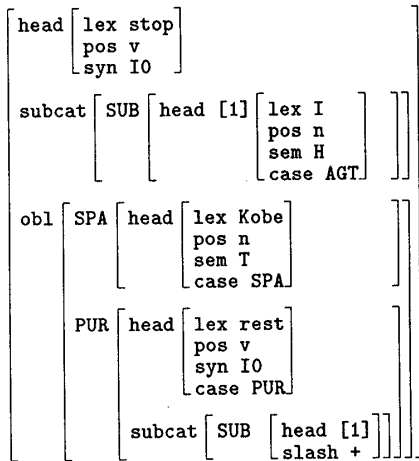 head [ lex stop
pos v
syn IO ]
subcat [ SUB [ head [1] [ lex I
pos n
sem H
case AGT ] ] ]
obl [ SPA [ head [ lex Kobe
pos n
sem T
case SPA ] ]
PUR [ head [ lex rest
pos v
syn IO
case PUR ]
subcat [ SUB [ head [1]
slash + ] ] ] ]